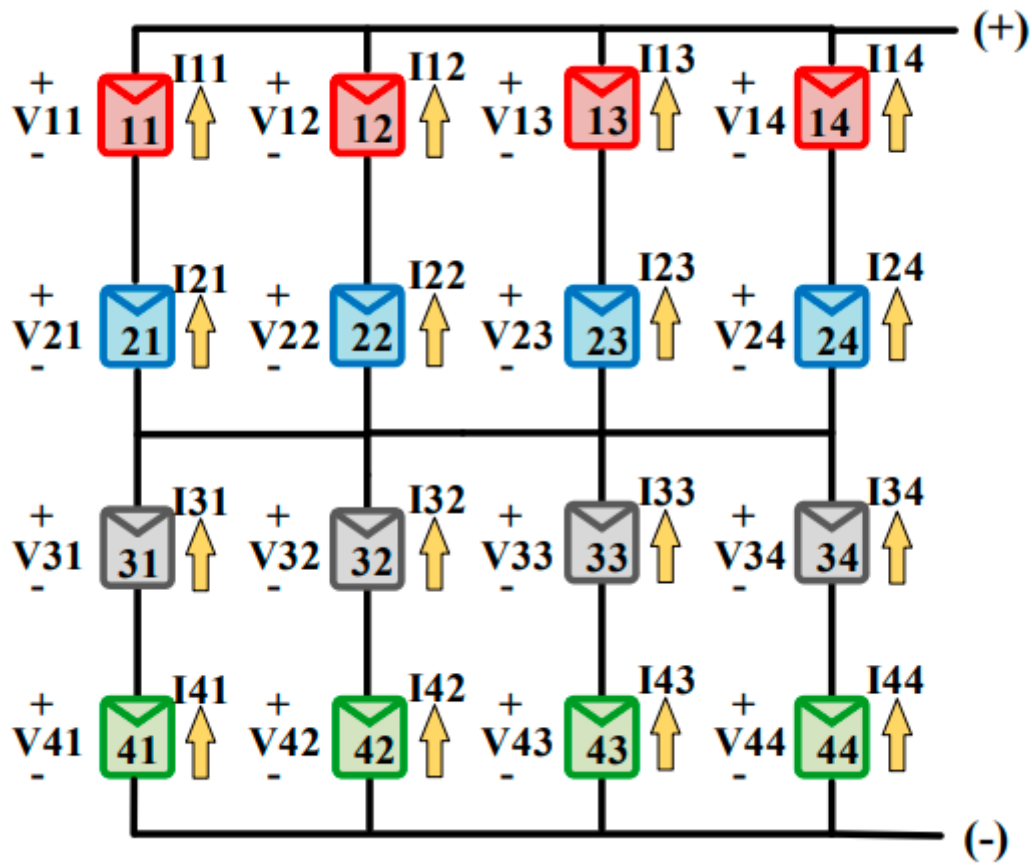 (+)
+ I11 + I12 + I13 + I14
V11 11 V12 12 V13 13 V14 14
- - - -
+ I21 + I22 + I23 + I24
V21 21 V22 22 V23 23 V24 24
- - - -
+ I31 + I32 + I33 + I34
V31 31 V32 32 V33 33 V34 34
- - - -
+ I41 + I42 + I43 + I44
V41 41 V42 42 V43 43 V44 44
- - - -
(-)